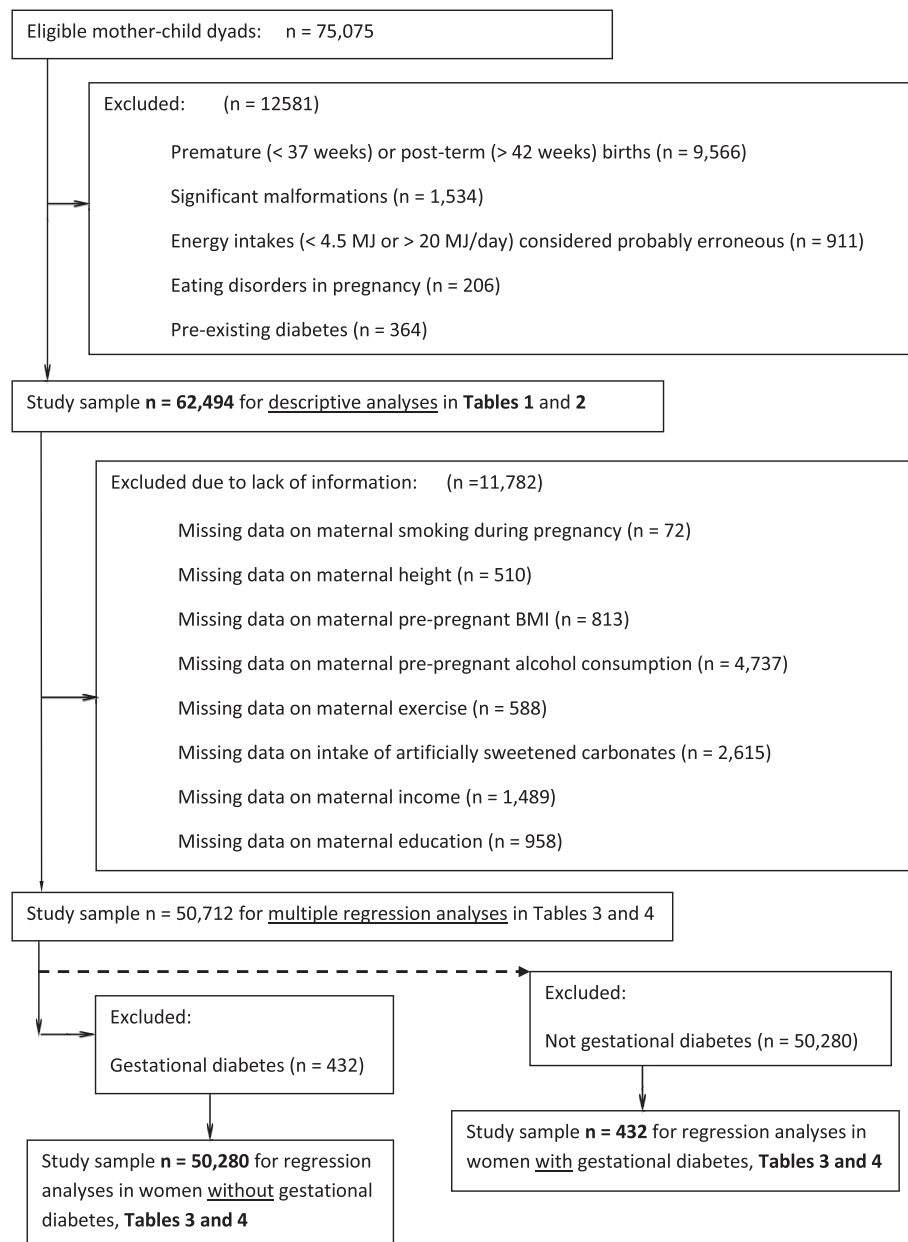 Eligible mother-child dyads: n = 75,075
Excluded: (n = 12581)
Premature (< 37 weeks) or post-term (> 42 weeks) births (n = 9,566)
Significant malformations (n = 1,534)
Energy intakes (< 4.5 MJ or > 20 MJ/day) considered probably erroneous (n = 911)
Eating disorders in pregnancy (n = 206)
Pre-existing diabetes (n = 364)
Study sample n = 62,494 for descriptive analyses in Tables 1 and 2
Excluded due to lack of information: (n =11,782)
Missing data on maternal smoking during pregnancy (n = 72)
Missing data on maternal height (n = 510)
Missing data on maternal pre-pregnant BMI (n = 813)
Missing data on maternal pre-pregnant alcohol consumption (n = 4,737)
Missing data on maternal exercise (n = 588)
Missing data on intake of artificially sweetened carbonates (n = 2,615)
Missing data on maternal income (n = 1,489)
Missing data on maternal education (n = 958)
Study sample n = 50,712 for multiple regression analyses in Tables 3 and 4
Excluded:
Gestational diabetes (n = 432)
Study sample n = 50,280 for regression
analyses in women without gestational
diabetes, Tables 3 and 4
Excluded:
Not gestational diabetes (n = 50,280)
Study sample n = 432 for regression analyses in
women with gestational diabetes, Tables 3 and 4